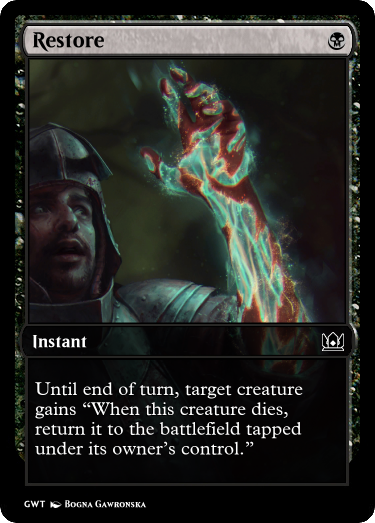 Restore
Instant
Until end of turn, target creature
gains “When this creature dies,
return it to the battlefield tapped
under its owner’s control.”
GWT Bogna Gawronska